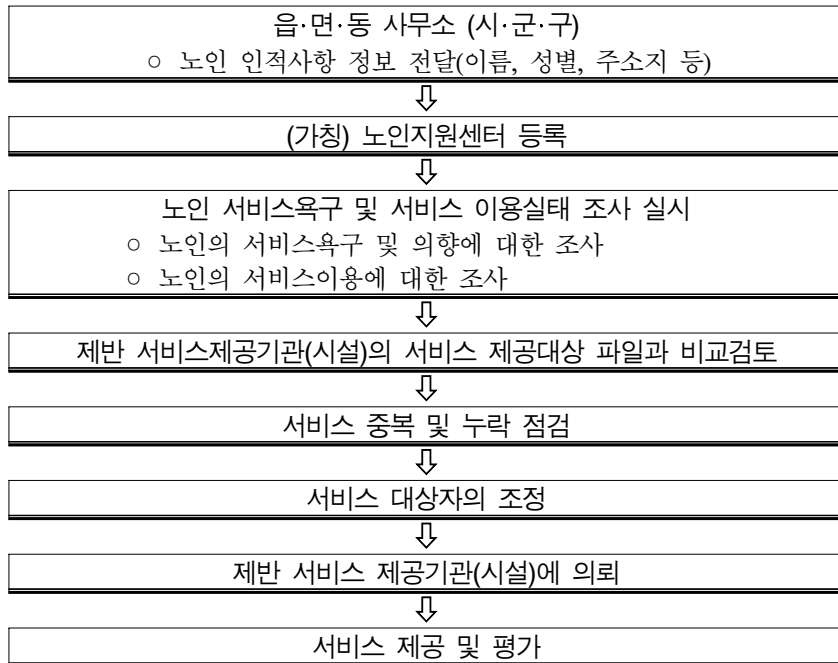 읍·면·동 사무소 (시·군·구)
○ 노인 인적사항 정보 전달(이름, 성별, 주소지 등)
(가칭) 노인지원센터 등록
노인 서비스욕구 및 서비스 이용실태 조사 실시
○ 노인의 서비스욕구 및 의향에 대한 조사
○ 노인의 서비스이용에 대한 조사
제반 서비스제공기관(시설)의 서비스 제공대상 파일과 비교검토
서비스 중복 및 누락 점검
서비스 대상자의 조정
제반 서비스 제공기관(시설)에 의뢰
서비스 제공 및 평가